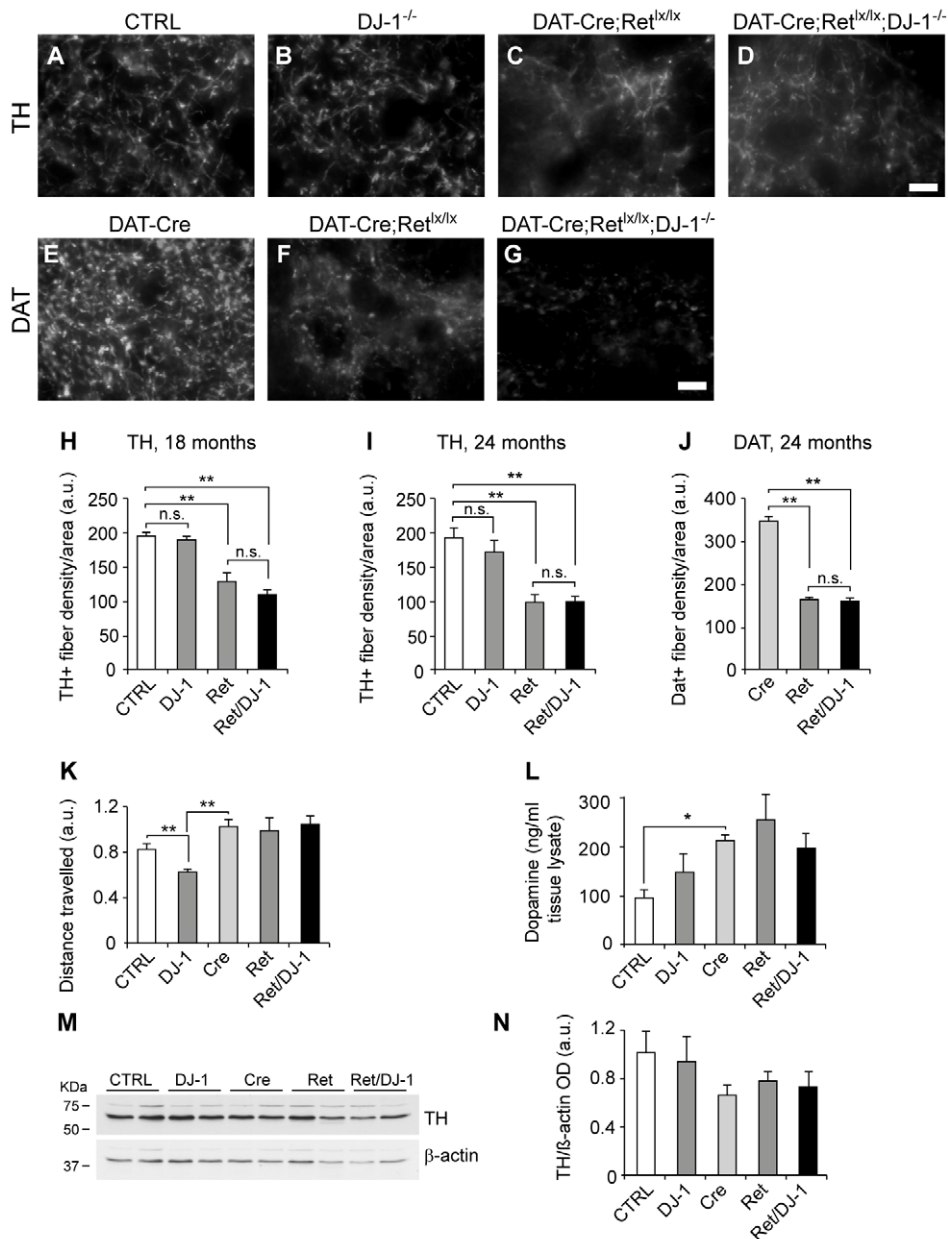 CTRL DJ-1-/- DAT-Cre;Retlx/lx DAT-Cre;Retlx/lx;DJ-1-/-
TH
A B C D
DAT-Cre DAT-Cre;Retlx/lx DAT-Cre;Retlx/lx;DJ-1-/-
DAT
E F G
H TH, 18 months
TH+ fiber density/area (a.u.)
250
200
150
100
50
0
**
**
n.s.
n.s.
CTRL DJ-1 Ret Ret/DJ-1
I TH, 24 months
TH+ fiber density/area (a.u.)
250
200
150
100
50
0
**
**
n.s.
n.s.
CTRL DJ-1 Ret Ret/DJ-1
J DAT, 24 months
Dat+ fiber density/area (a.u.)
400
300
200
100
0
**
**
n.s.
Cre Ret Ret/DJ-1
K
Distance travelled (a.u.)
1.2
0.8
0.4
0
**
**
CTRL DJ-1 Cre Ret Ret/DJ-1
L
Dopamine (ng/ml
tissue lysate)
300
200
100
0
*
CTRL DJ-1 Cre Ret Ret/DJ-1
M
KDa CTRL DJ-1 Cre Ret Ret/DJ-1
75
50
TH
37
β-actin
N
TH/ß-actin OD (a.u.)
1.2
0.8
0.4
0
CTRL DJ-1 Cre Ret Ret/DJ-1